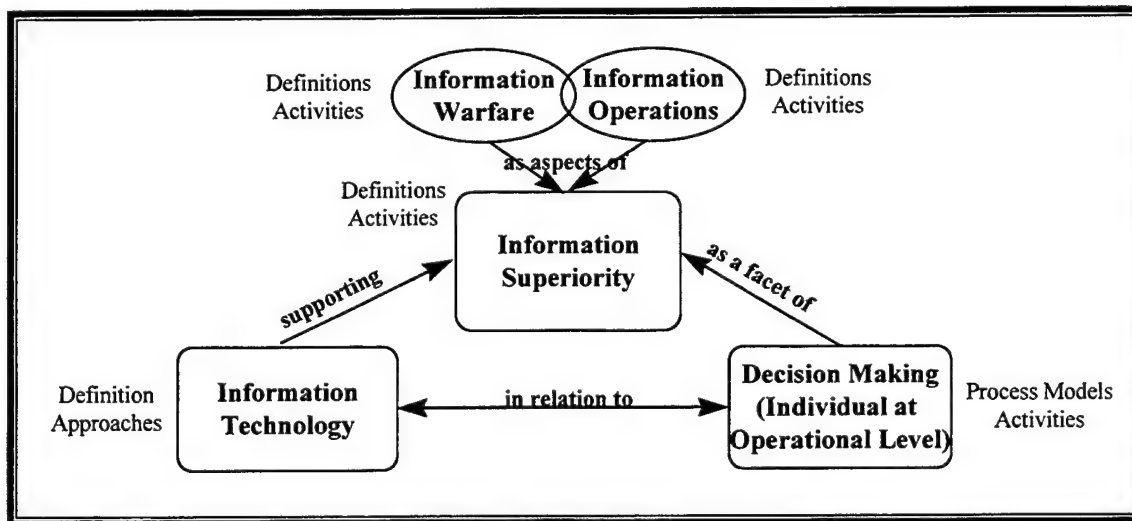 Definitions
Activities
Information
Warfare
Information
Operations
Definitions
Activities
as aspects of
Definitions
Activities
Information
Superiority
supporting
as a facet of
Definition
Approaches
Information
Technology
in relation to
Decision Making
(Individual at
Operational Level)
Process Models
Activities